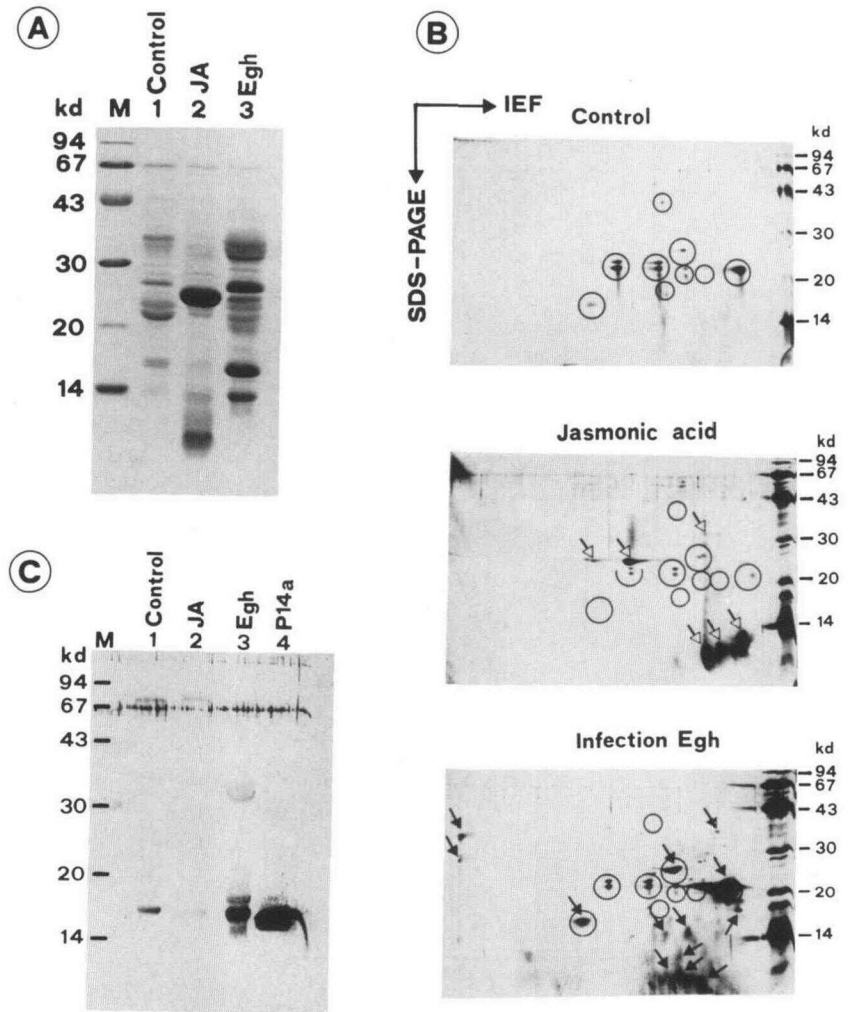 A
kd M Control 1 JA 2 Egh 3
94
67
43
30
20
14
B
IEF
SDS-PAGE
Control
kd
94
67
43
30
20
14
Jasmonic acid
kd
94
67
43
30
20
14
Infection Egh
kd
94
67
43
30
20
14
C
kd M Control 1 JA 2 Egh 3 P14a 4
94
67
43
30
20
14